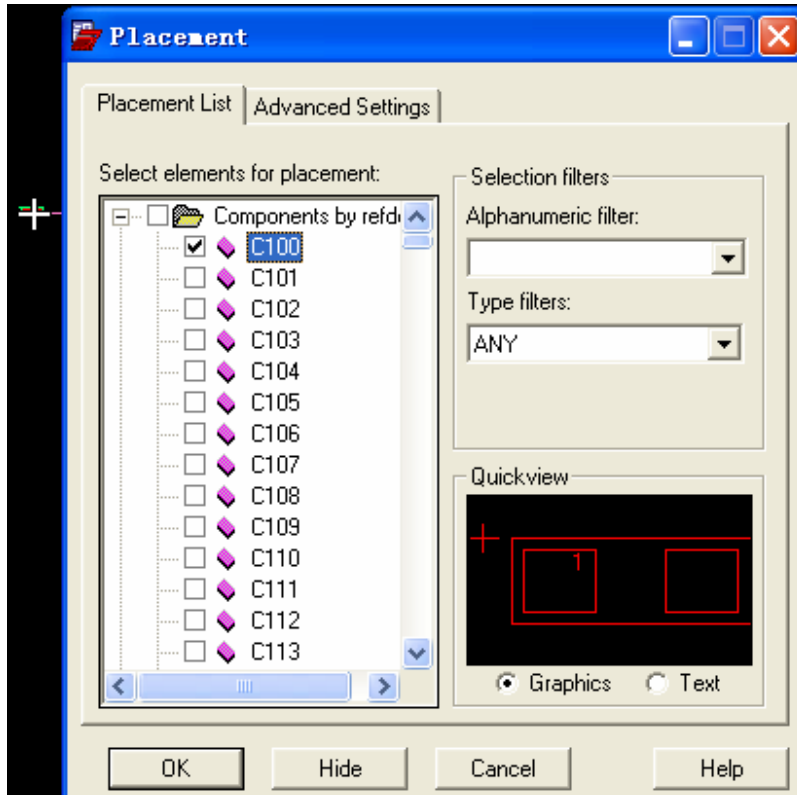 Placement
Placement List
Advanced Settings
Select elements for placement:
Components by refd
C100
C101
C102
C103
C104
C105
C106
C107
C108
C109
C110
C111
C112
C113
Selection filters
Alphanumeric filter:
Type filters:
ANY
Quickview
1
Graphics
Text
OK
Hide
Cancel
Help